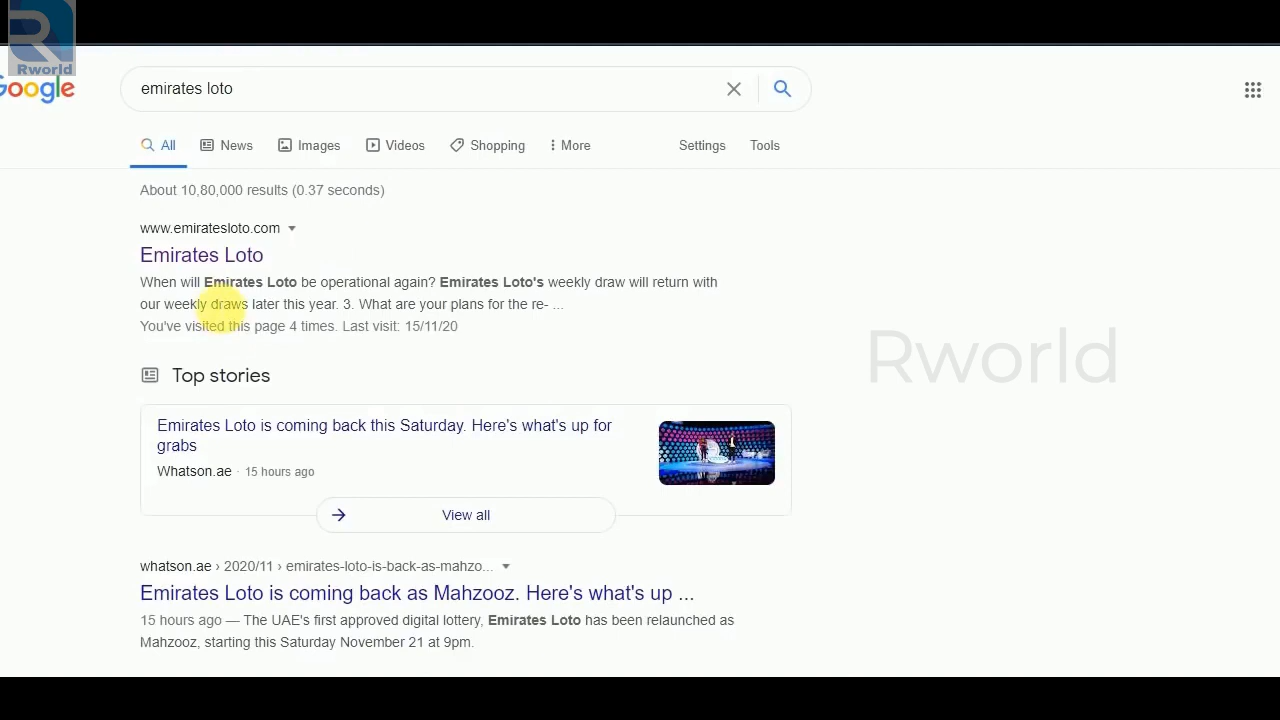 Rworld
Google
emirates loto
All News Images Videos Shopping More Settings Tools
About 10,80,000 results (0.37 seconds)
www.emiratesloto.com
Emirates Loto
When will Emirates Loto be operational again? Emirates Loto's weekly draw will return with
our weekly draws later this year. 3. What are your plans for the re- ...
You've visited this page 4 times. Last visit: 15/11/20
Rworld
Top stories
Emirates Loto is coming back this Saturday. Here's what's up for
grabs
Whatson.ae · 15 hours ago
View all
whatson.ae › 2020/11 › emirates-loto-is-back-as-mahzo...
Emirates Loto is coming back as Mahzooz. Here's what's up ...
15 hours ago — The UAE's first approved digital lottery, Emirates Loto has been relaunched as
Mahzooz, starting this Saturday November 21 at 9pm.